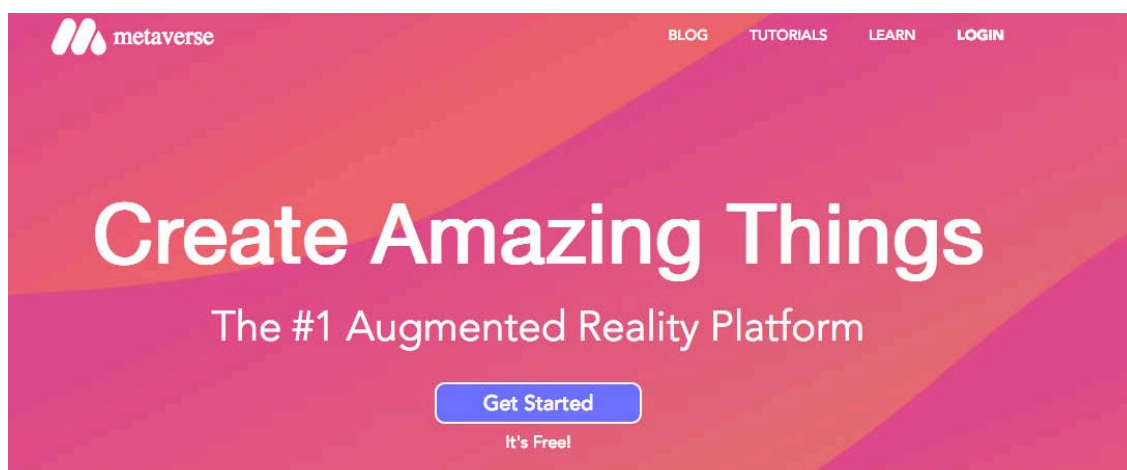 metaverse
BLOG TUTORIALS LEARN LOGIN
Create Amazing Things
The #1 Augmented Reality Platform
Get Started
It's Free!